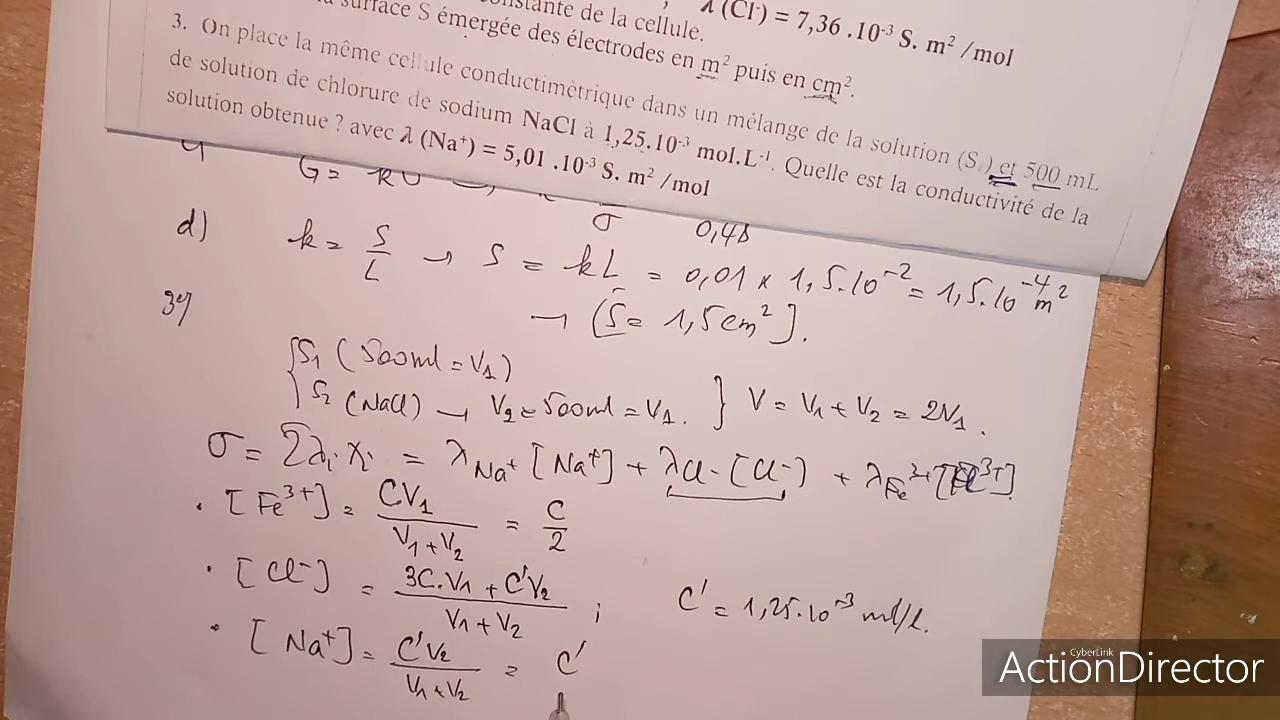 λ (Cl⁻) = 7,36 .10⁻³ S. m² /mol
constante de la cellule.
surface S émergée des électrodes en m² puis en cm².
3. On place la même cellule conductimètrique dans un mélange de la solution (S.) et 500 mL
de solution de chlorure de sodium NaCl à 1,25.10⁻³ mol.L⁻¹. Quelle est la conductivité de la
solution obtenue ? avec λ (Na⁺) = 5,01 .10⁻³ S. m² /mol
G =
σ 0,48
d) k = S/L → S = kL = 0,01 x 1,5.10⁻² = 1,5.10⁻⁴ m²
→ (S = 1,5 cm²).
3°/
S₁ (500ml = V₁)
S₂ (NaCl) → V₂ = 500ml = V₁. } V = V₁ + V₂ = 2V₁.
σ = Σλᵢ Xᵢ = λ Na⁺ [Na⁺] + λCl⁻ [Cl⁻] + λFe³⁺ [Fe³⁺]
. [Fe³⁺] = CV₁ / V₁+V₂ = C/2
. [Cl⁻] = 3C.V₁ + C'V₂ / V₁+V₂ ; C' = 1,25.10⁻³ mol/l.
. [Na⁺] = C'V₂ / V₁+V₂ = C'
CyberLink
ActionDirector